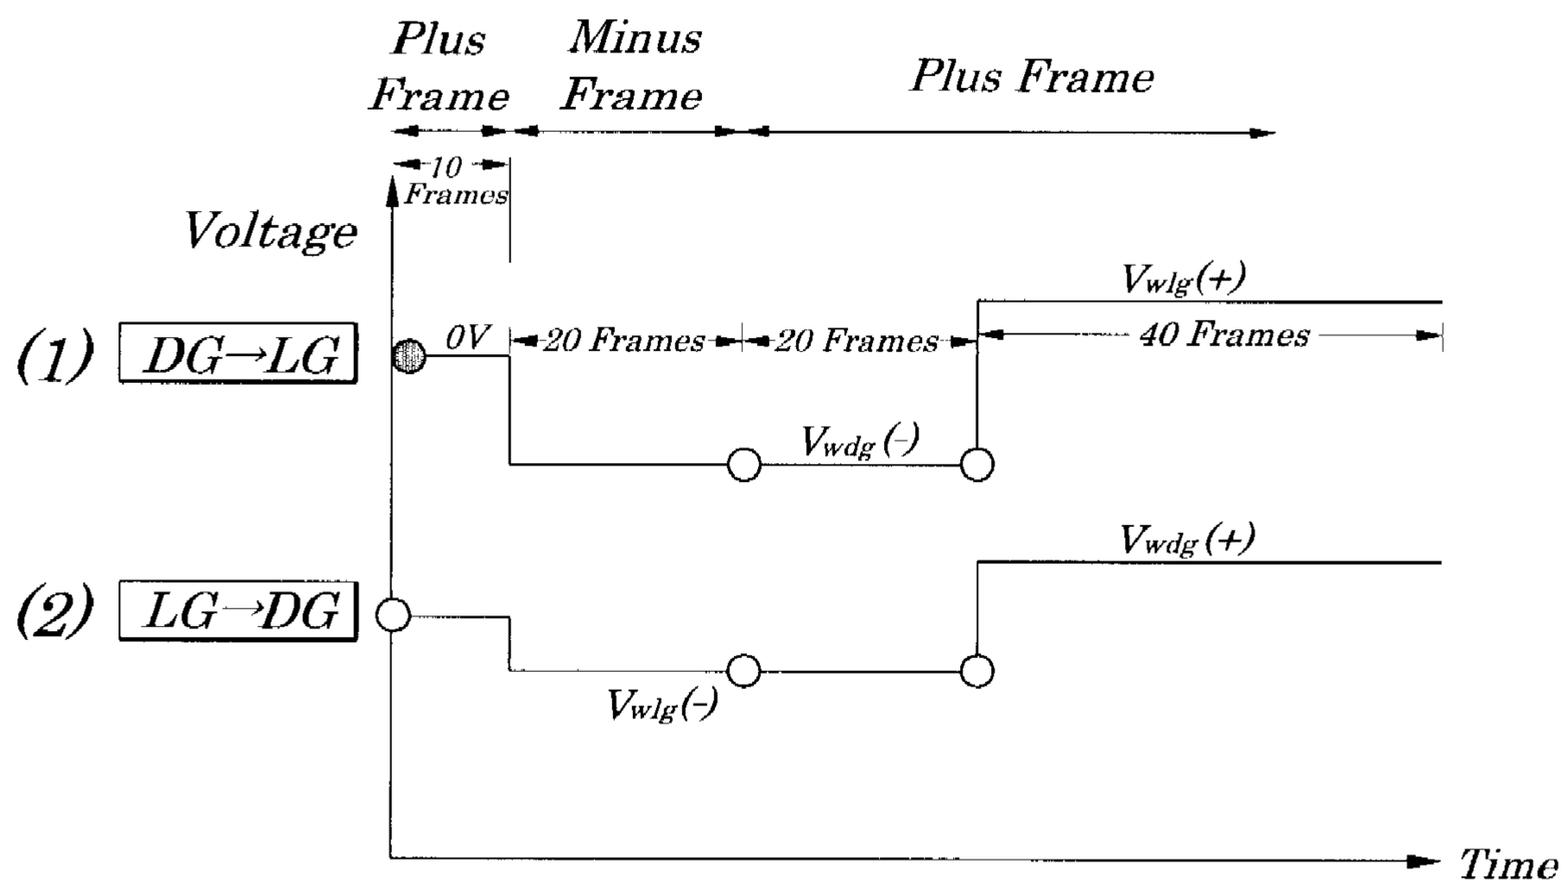 Plus
Frame
Minus
Frame
Plus Frame
10
Frames
Voltage
(1) DG→LG
0V
20 Frames
20 Frames
40 Frames
Vwlg(+)
Vwdg(-)
(2) LG→DG
Vwdg(+)
Vwlg(-)
Time